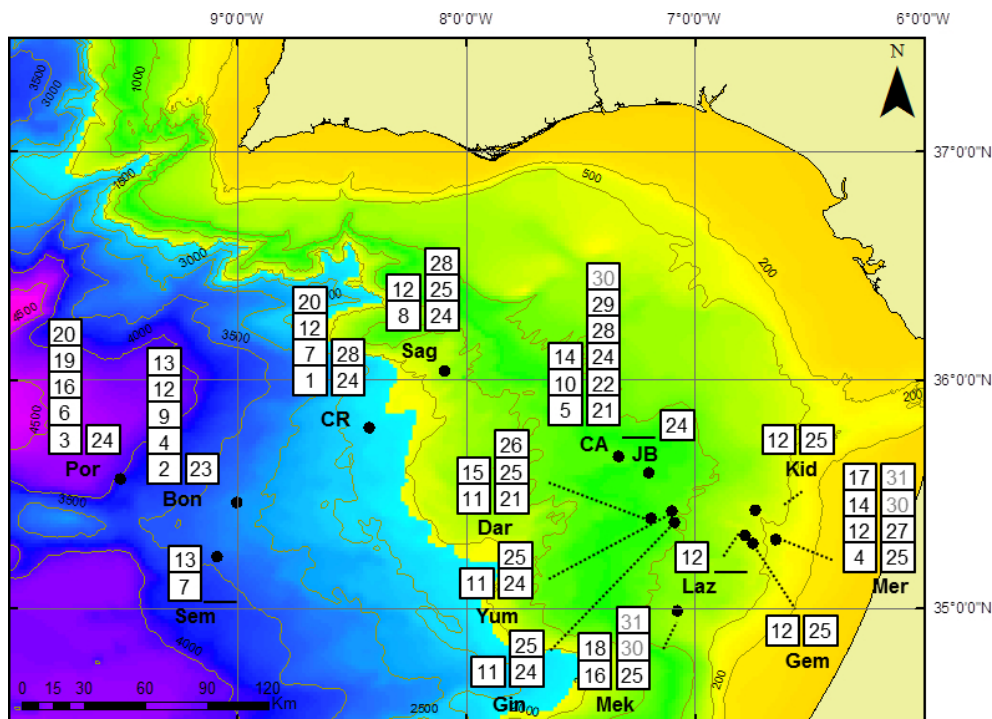 9°0'0"W 8°0'0"W 7°0'0"W 6°0'0"W
N
37°0'0"N
36°0'0"N
35°0'0"N
3500
3000
1000
1500
500
200
3000
3500
4000
4500
4500
3500
4000
2500
200
200
20
19
16
6
3 24
Por
13
12
9
4
2 23
Bon
13
7
Sem
20
12
7 28
1 24
CR
28
12 25
8 24
Sag
30
29
28
14 24
10 22
5 21
CA
24
JB
26
15 25
11 21
Dar
25
11 24
Yum
25
11 24
Gin
31
18 30
16 25
Mek
12
Laz
12 25
Kid
17 31
14 30
12 27
4 25
Mer
12 25
Gem
0 15 30 60 90 120
Km